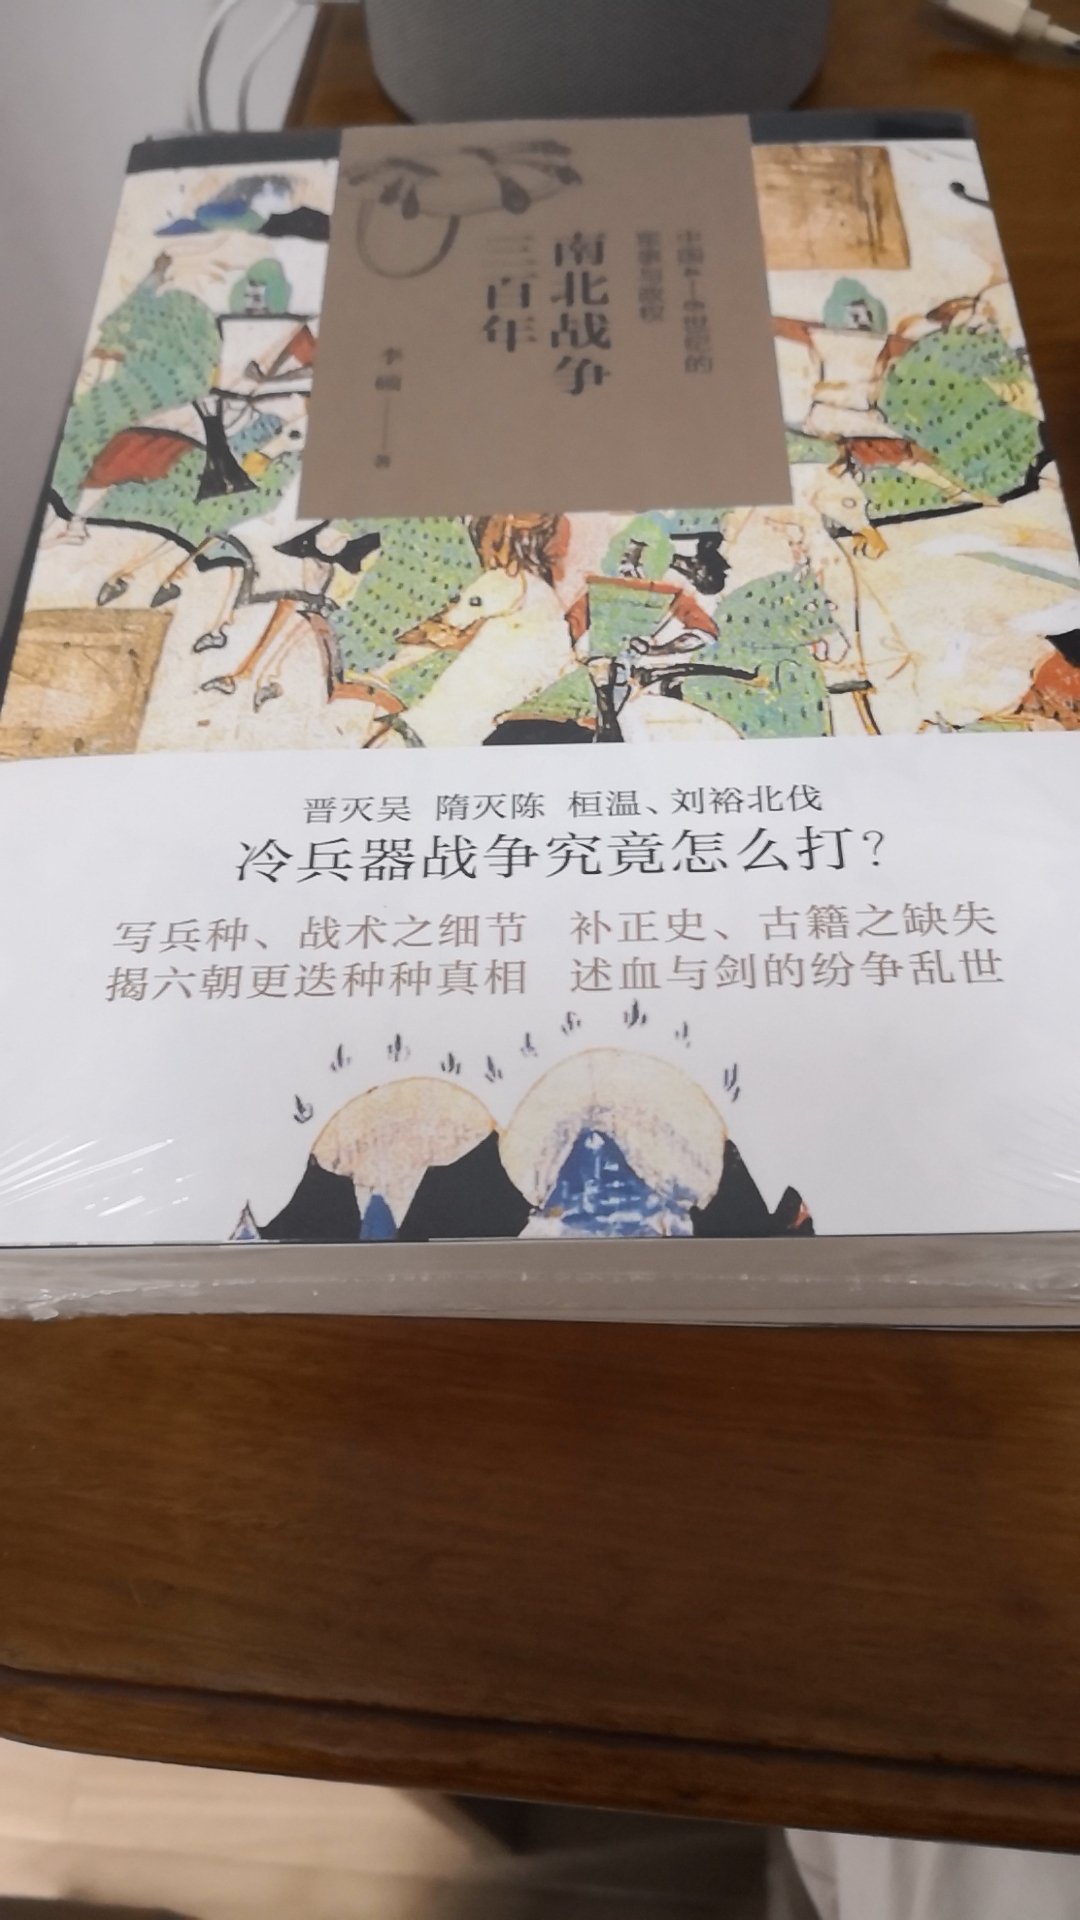 中国4—6世纪的
军事与政权
南北战争
三百年
李硕——著
晋灭吴 隋灭陈 桓温、刘裕北伐
冷兵器战争究竟怎么打？
写兵种、战术之细节 补正史、古籍之缺失
揭六朝更迭种种真相 述血与剑的纷争乱世